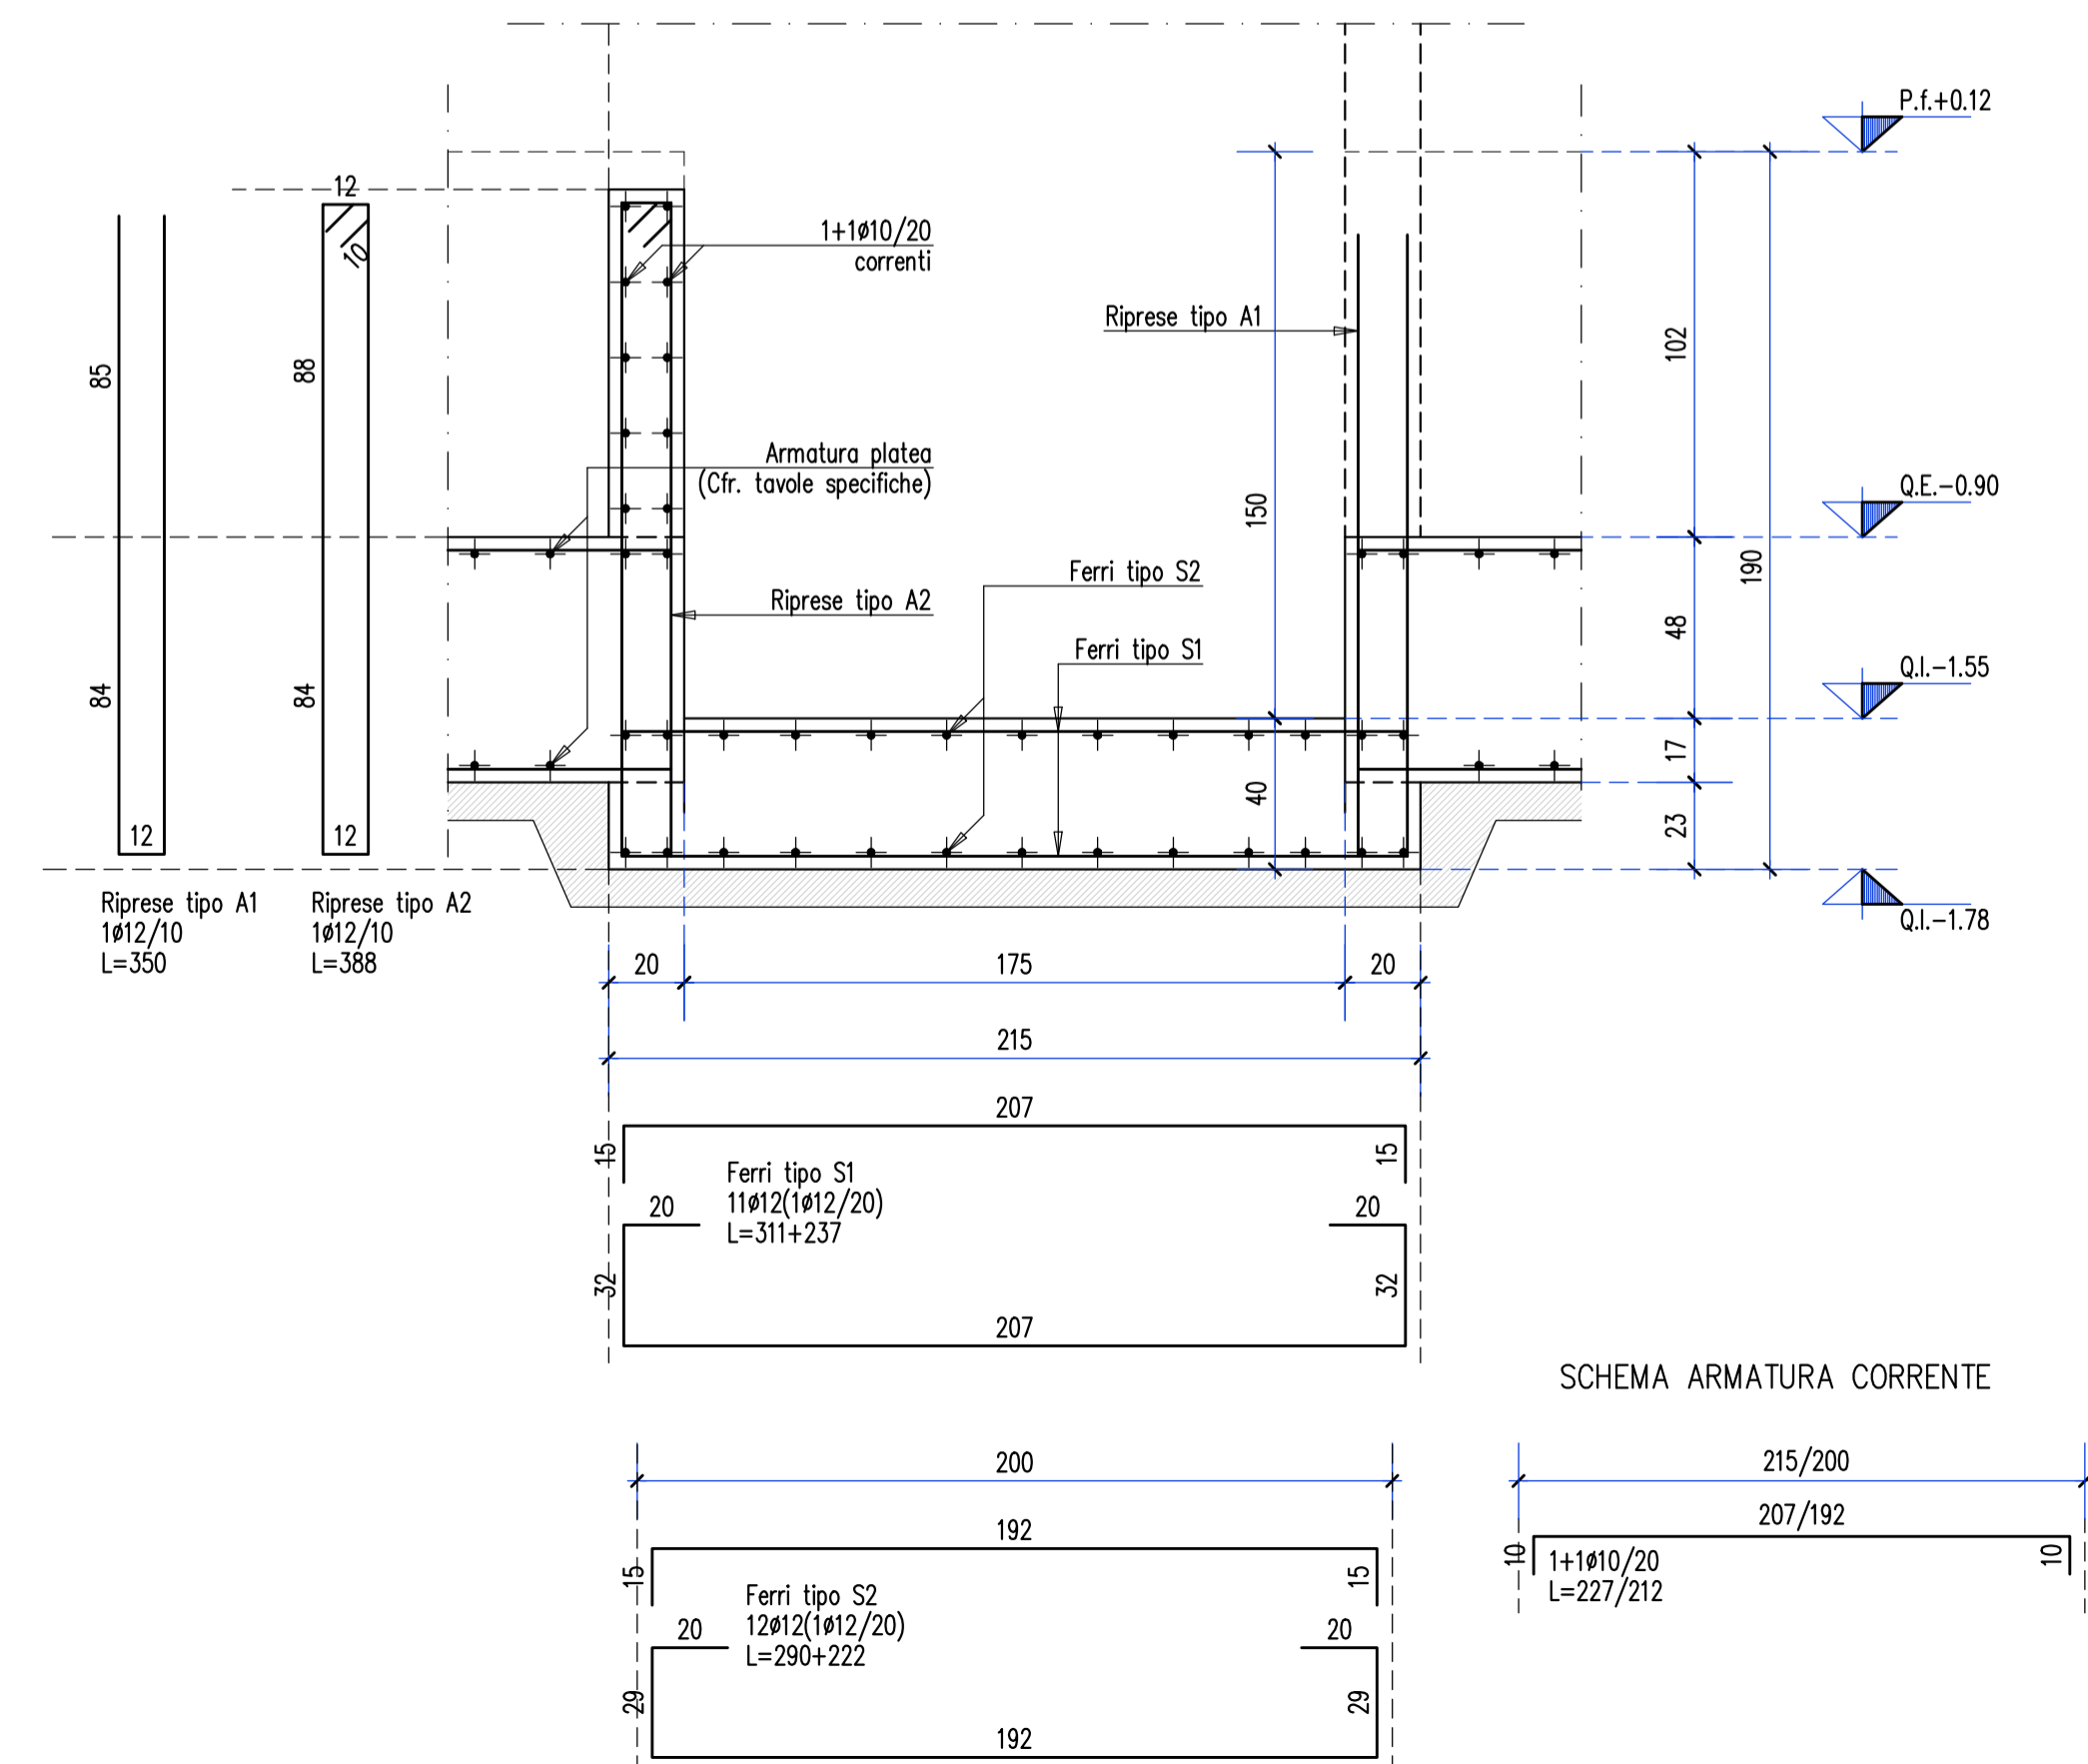 P.f.+0.12
12
10
1+1ø10/20
correnti
Riprese tipo A1
85
88
102
Armatura platea
(Cfr. tavole specifiche)
150
Q.E.-0.90
190
Ferri tipo S2
Riprese tipo A2
48
Ferri tipo S1
Q.I.-1.55
84
84
17
40
23
12
12
Riprese tipo A1
1ø12/10
L=350
Riprese tipo A2
1ø12/10
L=388
Q.I.-1.78
20
175
20
215
207
15
15
Ferri tipo S1
11ø12(1ø12/20)
L=311+237
20
20
32
32
207
SCHEMA ARMATURA CORRENTE
200
215/200
192
207/192
15
15
10
10
1+1ø10/20
L=227/212
Ferri tipo S2
12ø12(1ø12/20)
L=290+222
20
20
29
29
192